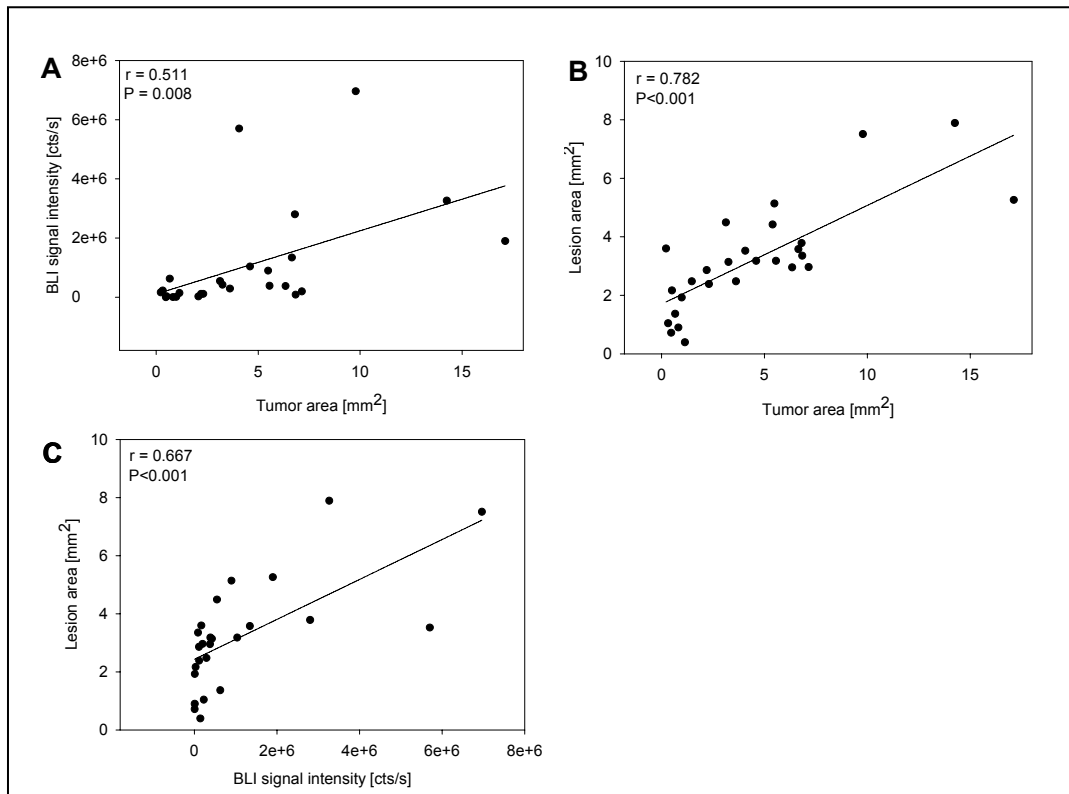 A
r = 0.511
P = 0.008
8e+6
6e+6
4e+6
2e+6
0
BLI signal intensity [cts/s]
0 5 10 15
Tumor area [mm2]
B
r = 0.782
P<0.001
10
8
6
4
2
0
Lesion area [mm2]
0 5 10 15
Tumor area [mm2]
C
r = 0.667
P<0.001
10
8
6
4
2
0
Lesion area [mm2]
0 2e+6 4e+6 6e+6 8e+6
BLI signal intensity [cts/s]